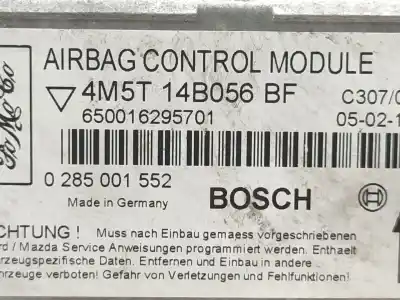 FoMoCo
AIRBAG CONTROL MODULE
4M5T 14B056 BF C307/
650016295701 05-02-1
0 285 001 552 BOSCH
Made in Germany
CHTUNG ! Muss nach Einbau gemaess vorgeschriebenen
rd / Mazda Service Anweisungen programmiert werden. Enthaelt
rzeugspezifische Daten. Entfernen und Einbau in andere
hrzeuge verboten! Gefahr von Verletzungen und Fehlfunktionen!